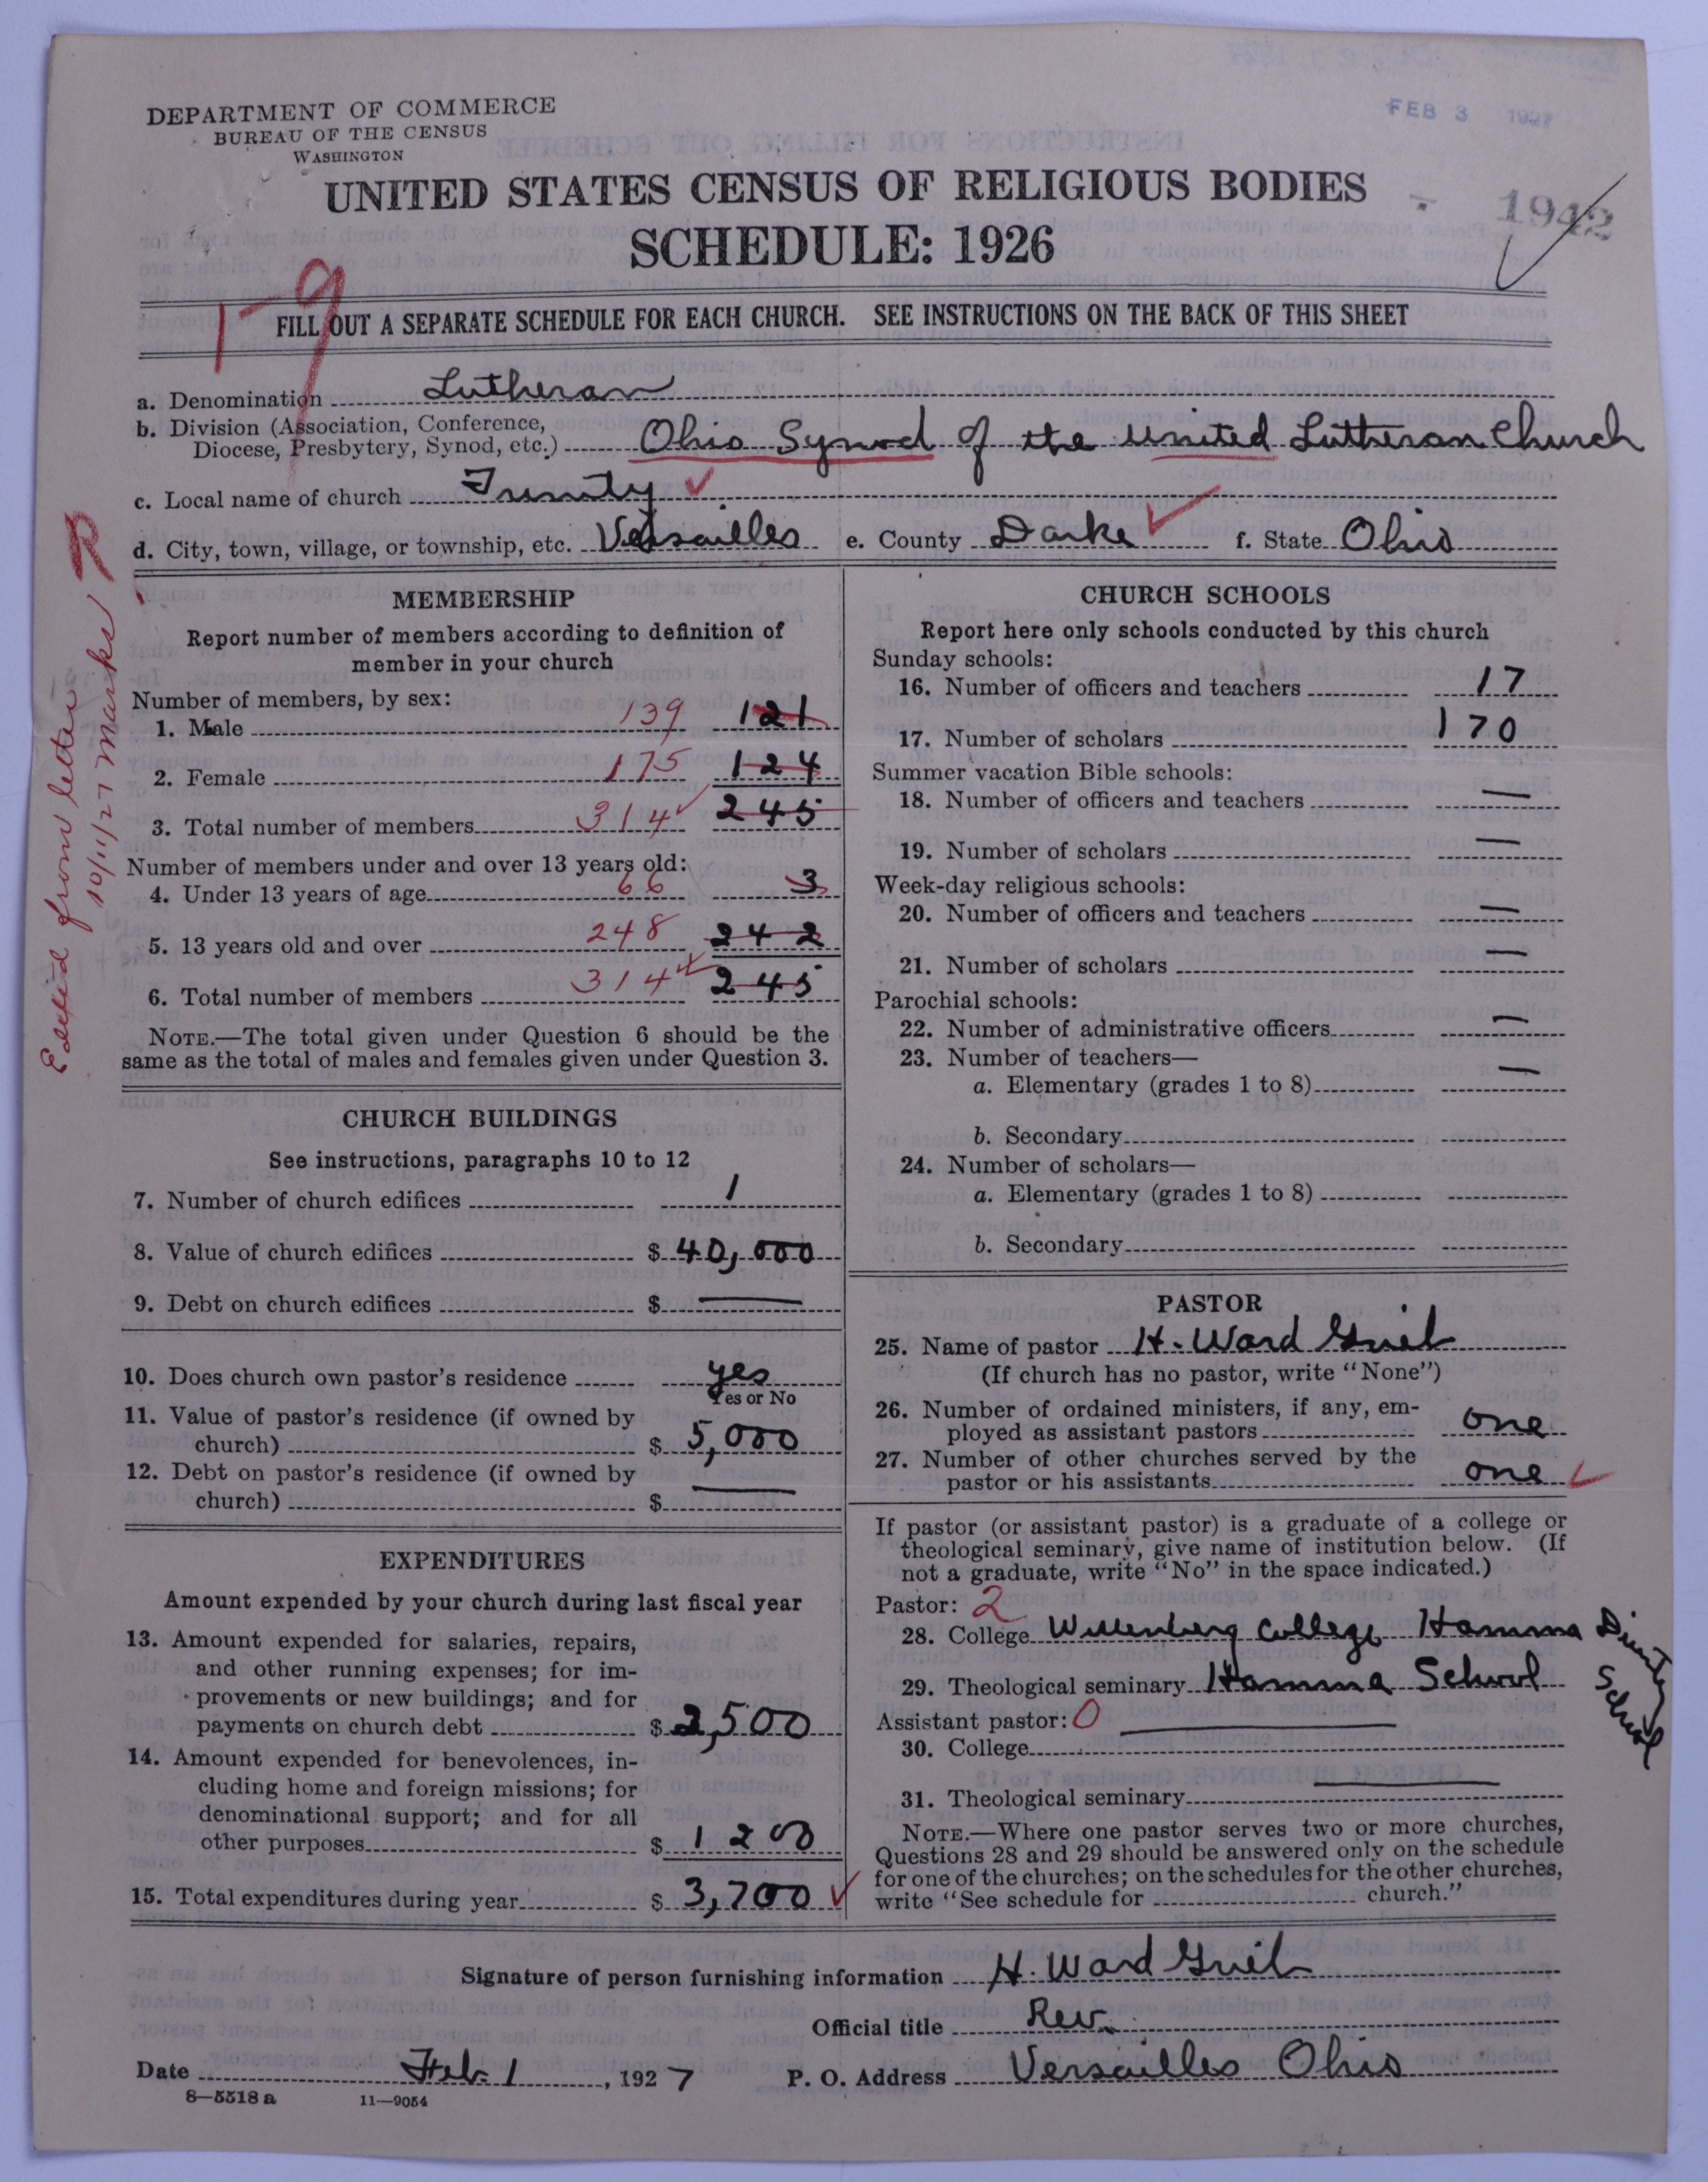 DEPARTMENT OF COMMERCE
BUREAU OF THE CENSUS
WASHINGTON
FEB 3 1927
UNITED STATES CENSUS OF RELIGIOUS BODIES
SCHEDULE: 1926
1942
1-9
FILL OUT A SEPARATE SCHEDULE FOR EACH CHURCH. SEE INSTRUCTIONS ON THE BACK OF THIS SHEET
a. Denomination Lutheran
b. Division (Association, Conference, Diocese, Presbytery, Synod, etc.) Ohio Synod of the United Lutheran Church
c. Local name of church Trinity
d. City, town, village, or township, etc. Versailles e. County Darke f. State Ohio
Edited from letter 10/11/27 Marks
MEMBERSHIP
Report number of members according to definition of
member in your church
Number of members, by sex:
1. Male 139 121
2. Female 175 124
3. Total number of members 314 245
Number of members under and over 13 years old:
4. Under 13 years of age 66 3
5. 13 years old and over 248 242
6. Total number of members 314 245
NOTE.—The total given under Question 6 should be the
same as the total of males and females given under Question 3.
CHURCH BUILDINGS
See instructions, paragraphs 10 to 12
7. Number of church edifices 1
8. Value of church edifices $ 40,000
9. Debt on church edifices $ —
10. Does church own pastor's residence yes
Yes or No
11. Value of pastor's residence (if owned by
church) $ 5,000
12. Debt on pastor's residence (if owned by
church) $ —
EXPENDITURES
Amount expended by your church during last fiscal year
13. Amount expended for salaries, repairs,
and other running expenses; for im-
provements or new buildings; and for
payments on church debt $ 2,500
14. Amount expended for benevolences, in-
cluding home and foreign missions; for
denominational support; and for all
other purposes $ 1200
15. Total expenditures during year $ 3,700
CHURCH SCHOOLS
Report here only schools conducted by this church
Sunday schools:
16. Number of officers and teachers 17
17. Number of scholars 170
Summer vacation Bible schools:
18. Number of officers and teachers —
19. Number of scholars —
Week-day religious schools:
20. Number of officers and teachers —
21. Number of scholars —
Parochial schools:
22. Number of administrative officers —
23. Number of teachers—
a. Elementary (grades 1 to 8) —
b. Secondary
24. Number of scholars—
a. Elementary (grades 1 to 8)
b. Secondary
PASTOR
25. Name of pastor H. Ward
(If church has no pastor, write "None")
26. Number of ordained ministers, if any, em-
ployed as assistant pastors one
27. Number of other churches served by the
pastor or his assistants one
If pastor (or assistant pastor) is a graduate of a college or
theological seminary, give name of institution below. (If
not a graduate, write "No" in the space indicated.)
Pastor: 2
28. College Wittenberg College Hamma Divinity School
29. Theological seminary Hamma School
Assistant pastor: 0 —
30. College
31. Theological seminary —
NOTE.—Where one pastor serves two or more churches,
Questions 28 and 29 should be answered only on the schedule
for one of the churches; on the schedules for the other churches,
write "See schedule for church."
Signature of person furnishing information H. Ward
Official title Rev.
Date Feb. 1, 1927 P. O. Address Versailles Ohio
8—5518 a 11—9054